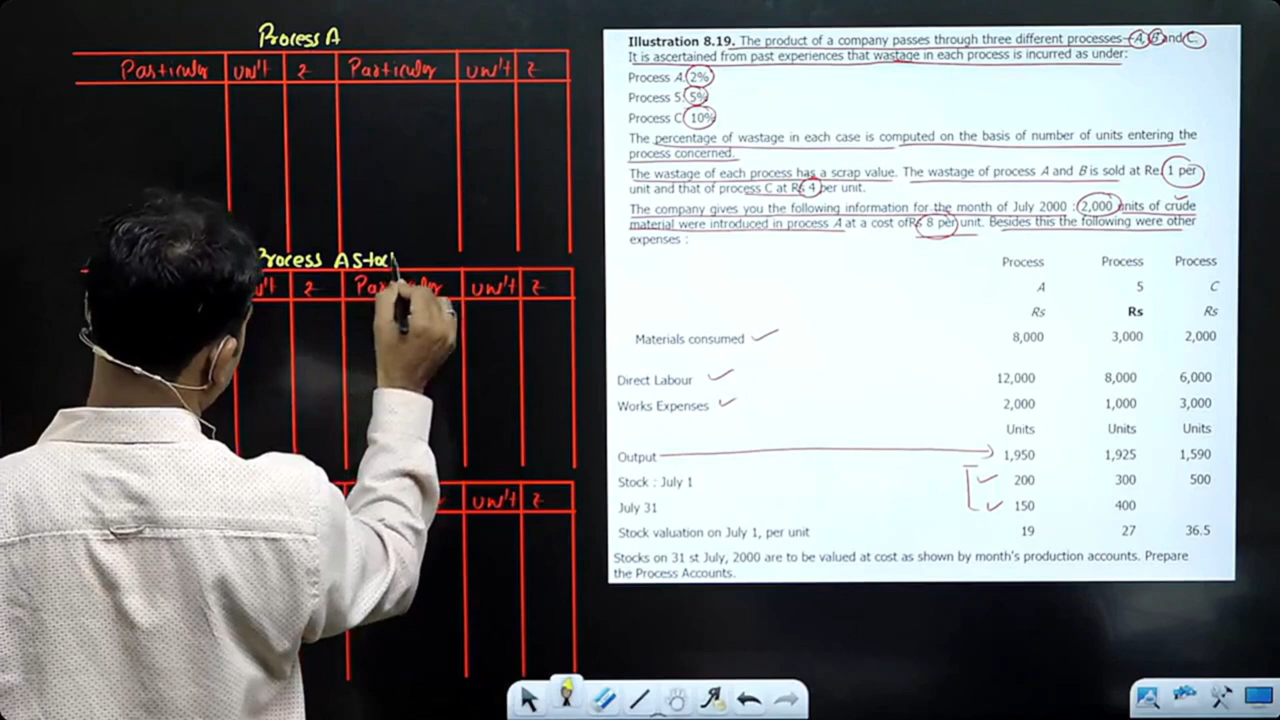 Process A
Particulr Un't ₹ Particulr Un't ₹
Process A Stoc
₹ Un't ₹
Un't ₹
Illustration 8.19. The product of a company passes through three different processes—A, B and C.
It is ascertained from past experiences that wastage in each process is incurred as under:
Process A. 2%
Process 5. 5%
Process C 10%
The percentage of wastage in each case is computed on the basis of number of units entering the
process concerned.
The wastage of each process has a scrap value. The wastage of process A and B is sold at Re. 1 per
unit and that of process C at Rs 4 per unit.
The company gives you the following information for the month of July 2000 : 2,000 units of crude
material were introduced in process A at a cost ofRs 8 per unit. Besides this the following were other
expenses :
Process Process Process
A 5 C
Rs Rs Rs
Materials consumed 8,000 3,000 2,000
Direct Labour 12,000 8,000 6,000
Works Expenses 2,000 1,000 3,000
Units Units Units
Output 1,950 1,925 1,590
Stock : July 1 200 300 500
July 31 150 400
Stock valuation on July 1, per unit 19 27 36.5
Stocks on 31 st July, 2000 are to be valued at cost as shown by month's production accounts. Prepare
the Process Accounts.